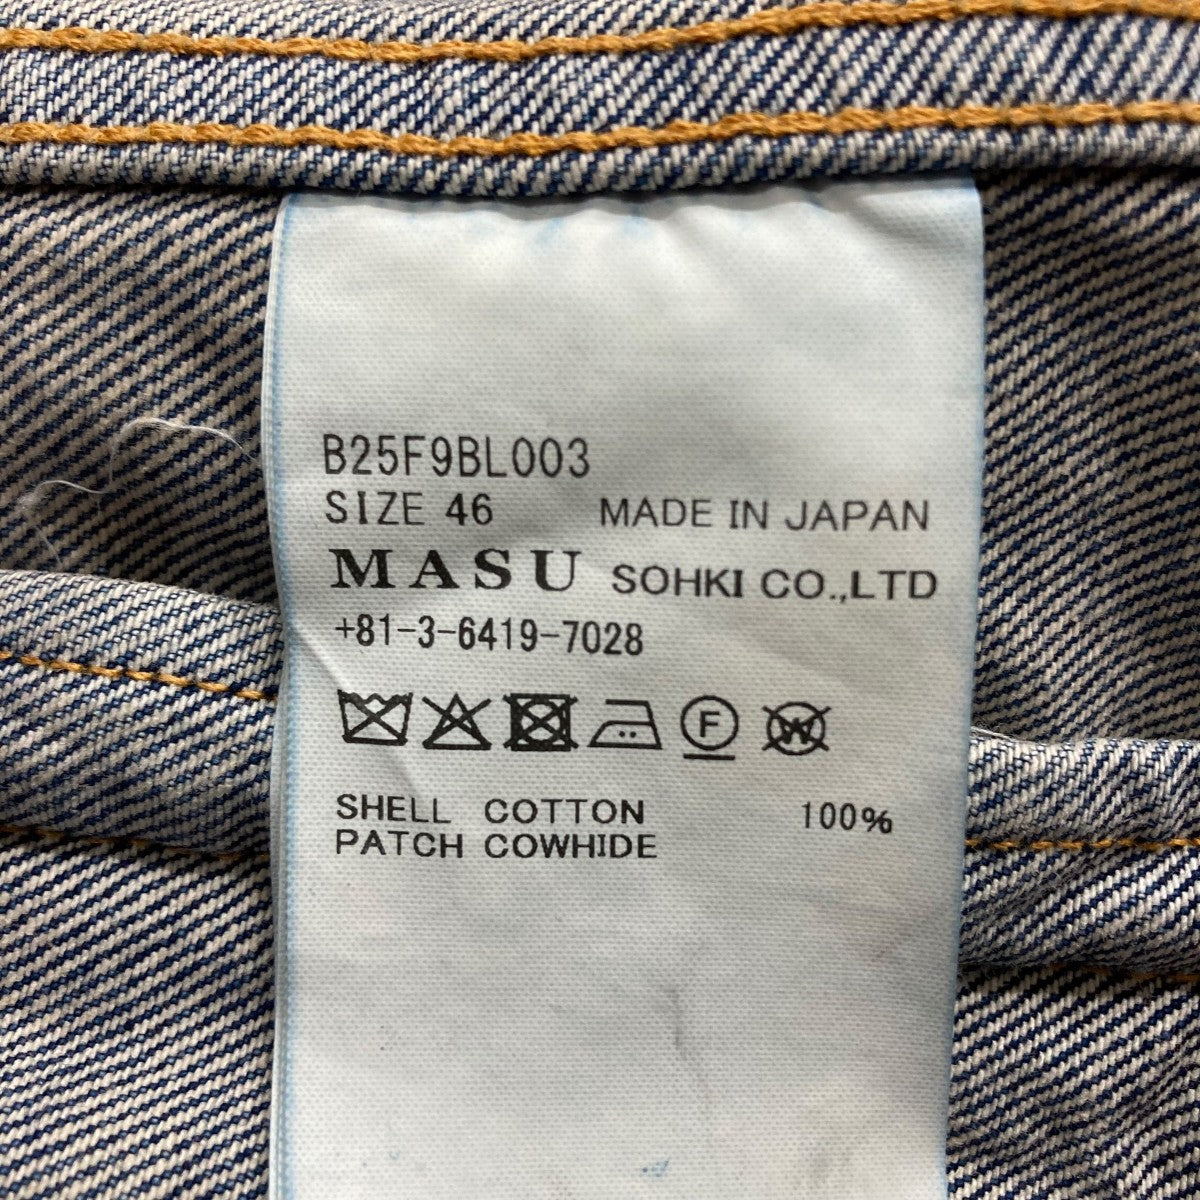 B25F9BL003
SIZE 46 MADE IN JAPAN
MASU SOHKI CO.,LTD
+81-3-6419-7028
F W
SHELL COTTON 100%
PATCH COWHIDE